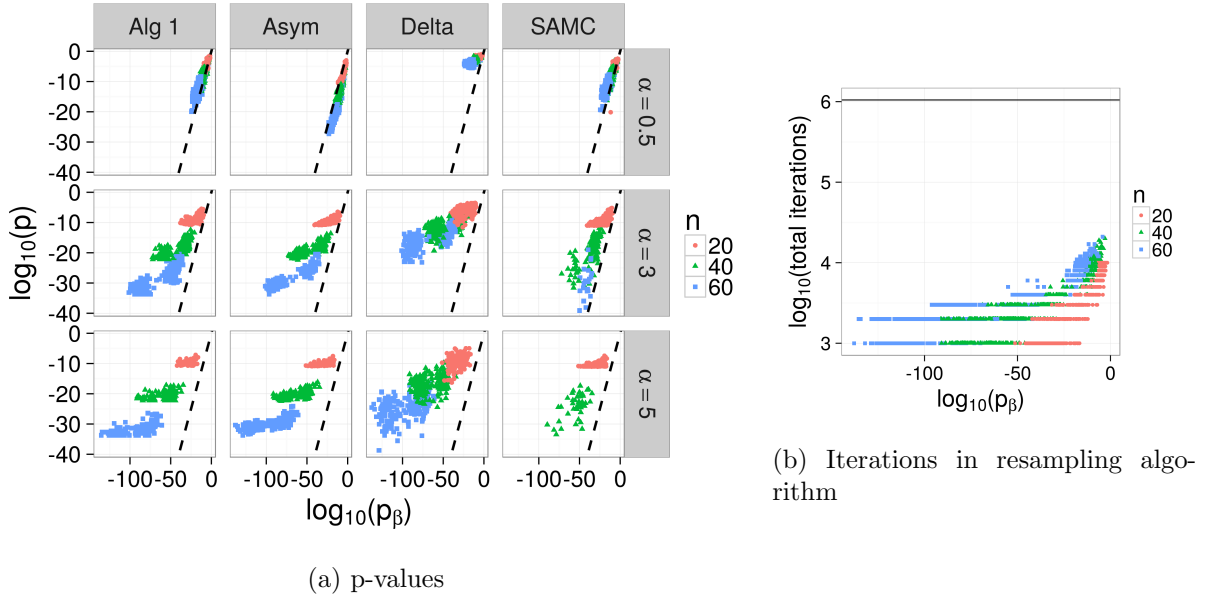 Alg 1 Asym Delta SAMC
0
-10
-20
-30
-40
α = 0.5
0
-10
-20
-30
-40
α = 3
0
-10
-20
-30
-40
α = 5
log10(p)
-100 -50 0 -100 -50 0 -100 -50 0 -100 -50 0
log10(pβ)
n
20
40
60
(a) p-values
6
5
4
3
log10(total iterations)
-100 -50 0
log10(pβ)
n
20
40
60
(b) Iterations in resampling algo-
rithm